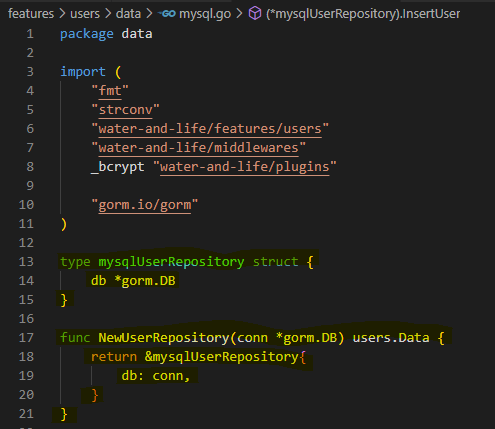 features > users > data > mysql.go > (*mysqlUserRepository).InsertUser
1 package data
2
3 import (
4 "fmt"
5 "strconv"
6 "water-and-life/features/users"
7 "water-and-life/middlewares"
8 _bcrypt "water-and-life/plugins"
9
10 "gorm.io/gorm"
11 )
12
13 type mysqlUserRepository struct {
14 db *gorm.DB
15 }
16
17 func NewUserRepository(conn *gorm.DB) users.Data {
18 return &mysqlUserRepository{
19 db: conn,
20 }
21 }